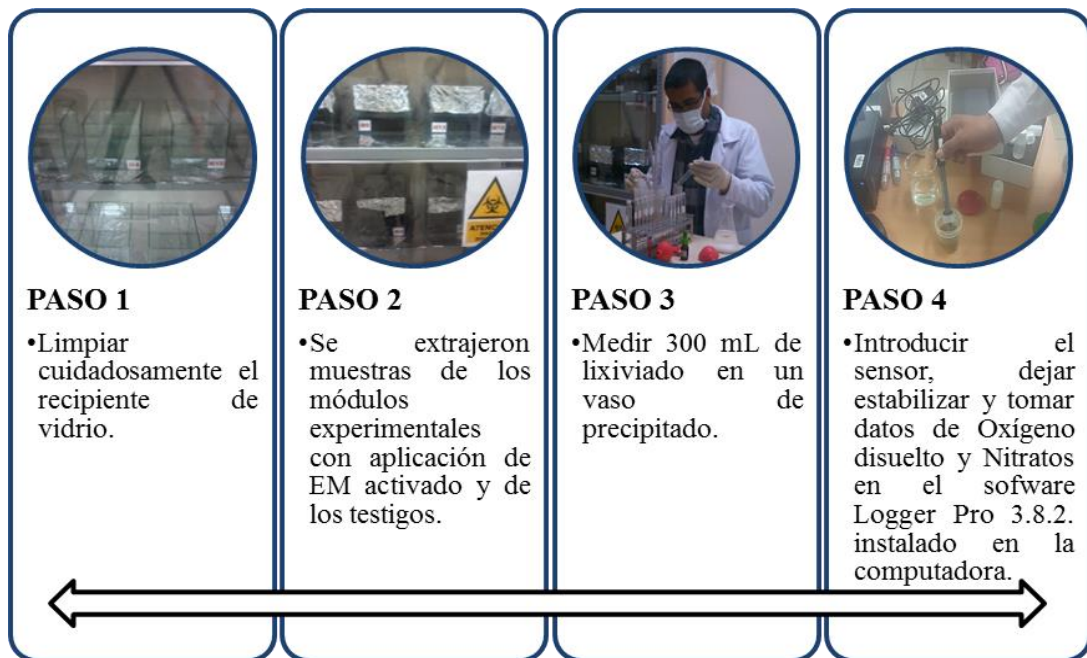 PASO 1
•Limpiar
cuidadosamente el
recipiente de
vidrio.
PASO 2
•Se extrajeron
muestras de los
módulos
experimentales
con aplicación de
EM activado y de
los testigos.
PASO 3
•Medir 300 mL de
lixiviado en un
vaso de
precipitado.
PASO 4
•Introducir el
sensor, dejar
estabilizar y tomar
datos de Oxígeno
disuelto y Nitratos
en el sofware
Logger Pro 3.8.2.
instalado en la
computadora.